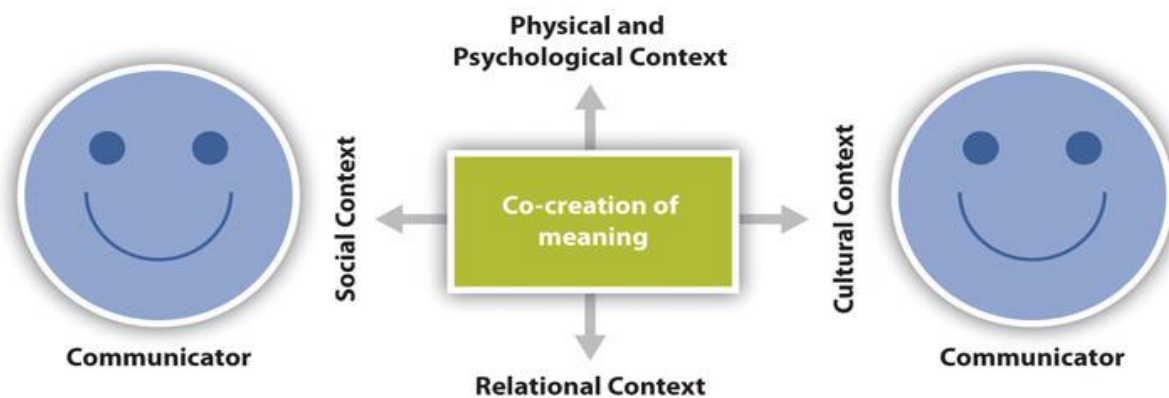 Physical and
Psychological Context
Social Context
Co-creation of
meaning
Cultural Context
Communicator
Communicator
Relational Context